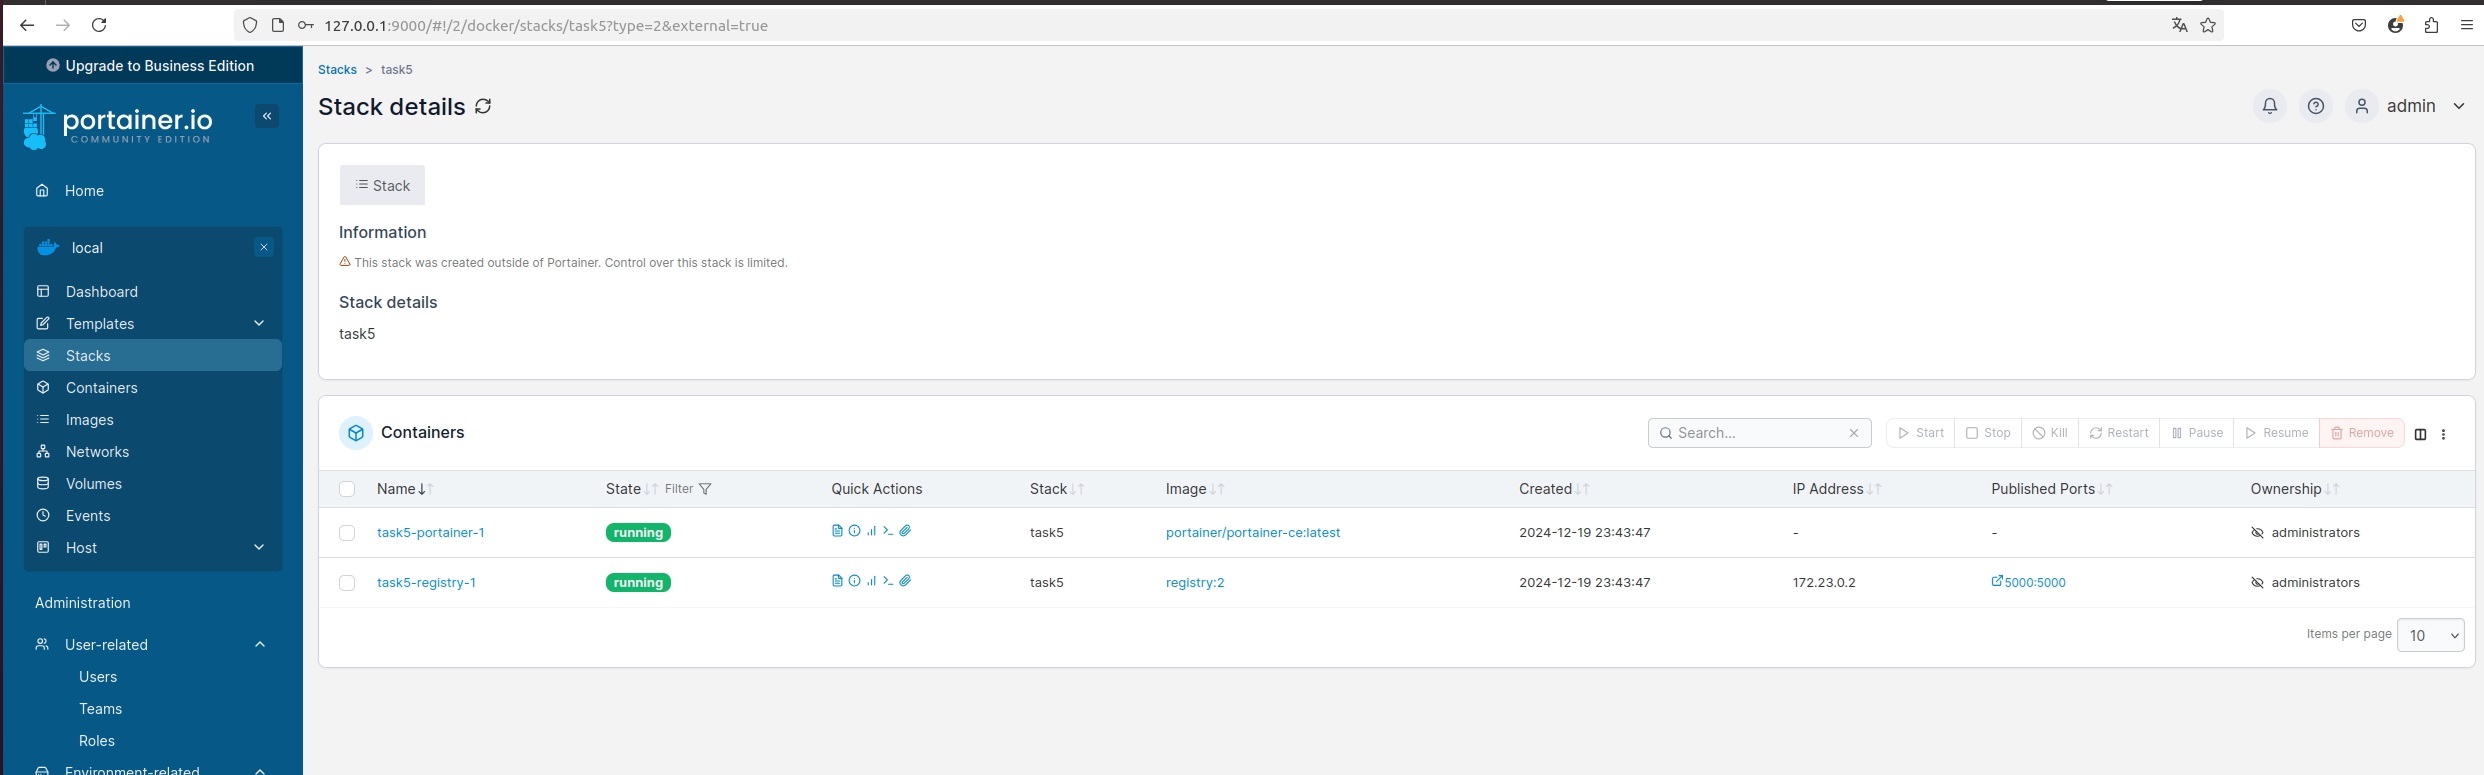 127.0.0.1:9000/#!/2/docker/stacks/task5?type=2&external=true
Upgrade to Business Edition
portainer.io
COMMUNITY EDITION
Home
local
Dashboard
Templates
Stacks
Containers
Images
Networks
Volumes
Events
Host
Administration
User-related
Users
Teams
Roles
Environment-related
Stacks > task5
Stack details
admin
Stack
Information
This stack was created outside of Portainer. Control over this stack is limited.
Stack details
task5
Containers
Search... Start Stop Kill Restart Pause Resume Remove
Name State Filter Quick Actions Stack Image Created IP Address Published Ports Ownership
task5-portainer-1 running task5 portainer/portainer-ce:latest 2024-12-19 23:43:47 - - administrators
task5-registry-1 running task5 registry:2 2024-12-19 23:43:47 172.23.0.2 5000:5000 administrators
Items per page 10